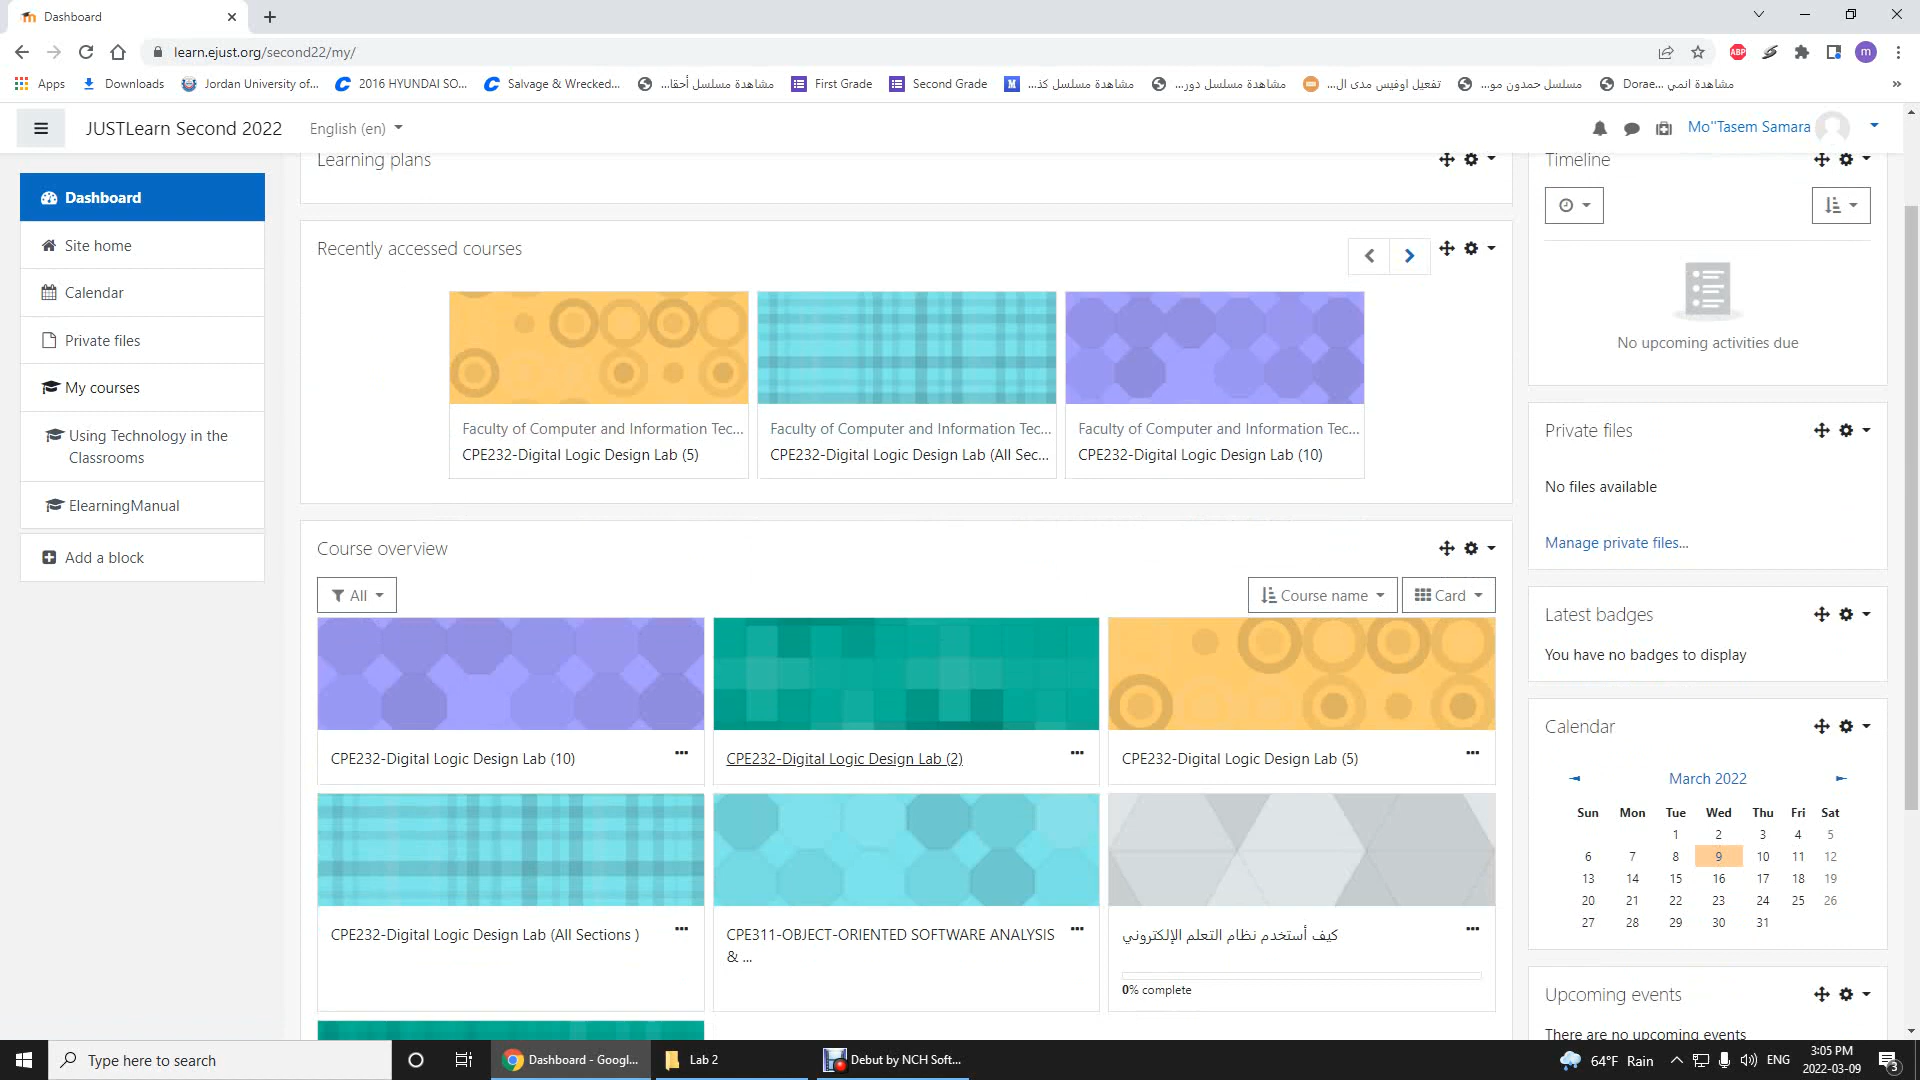 Dashboard
learn.ejust.org/second22/my/
ABP
m
Apps
Downloads
Jordan University of...
2016 HYUNDAI SO...
Salvage & Wrecked...
مشاهدة مسلسل أحقا...
First Grade
Second Grade
مشاهدة مسلسل كذ...
مشاهدة مسلسل دور...
تفعيل اوفيس مدى ال...
مسلسل حمدون مو...
Dorae... مشاهدة انمي
»
JUSTLearn Second 2022
English (en)
Mo''Tasem Samara
Dashboard
Site home
Calendar
Private files
My courses
Using Technology in the
Classrooms
ElearningManual
Add a block
Learning plans
Recently accessed courses
Faculty of Computer and Information Tec...
CPE232-Digital Logic Design Lab (5)
Faculty of Computer and Information Tec...
CPE232-Digital Logic Design Lab (All Sec...
Faculty of Computer and Information Tec...
CPE232-Digital Logic Design Lab (10)
Course overview
All
Course name
Card
CPE232-Digital Logic Design Lab (10)
CPE232-Digital Logic Design Lab (2)
CPE232-Digital Logic Design Lab (5)
CPE232-Digital Logic Design Lab (All Sections )
CPE311-OBJECT-ORIENTED SOFTWARE ANALYSIS
& ...
كيف أستخدم نظام التعلم الإلكتروني
0% complete
Timeline
No upcoming activities due
Private files
No files available
Manage private files...
Latest badges
You have no badges to display
Calendar
March 2022
Sun Mon Tue Wed Thu Fri Sat
1 2 3 4 5
6 7 8 9 10 11 12
13 14 15 16 17 18 19
20 21 22 23 24 25 26
27 28 29 30 31
Upcoming events
There are no upcoming events
Type here to search
Dashboard - Googl...
Lab 2
Debut by NCH Soft...
64°F Rain
ENG
3:05 PM
2022-03-09
3